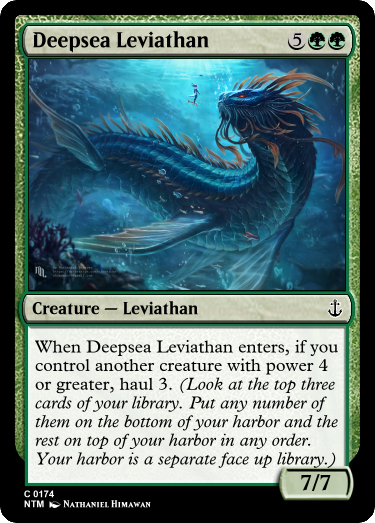 Deepsea Leviathan 5
Creature — Leviathan
When Deepsea Leviathan enters, if you
control another creature with power 4
or greater, haul 3. (Look at the top three
cards of your library. Put any number of
them on the bottom of your harbor and the
rest on top of your harbor in any order.
Your harbor is a separate face up library.)
7/7
C 0174
NTM Nathaniel Himawan